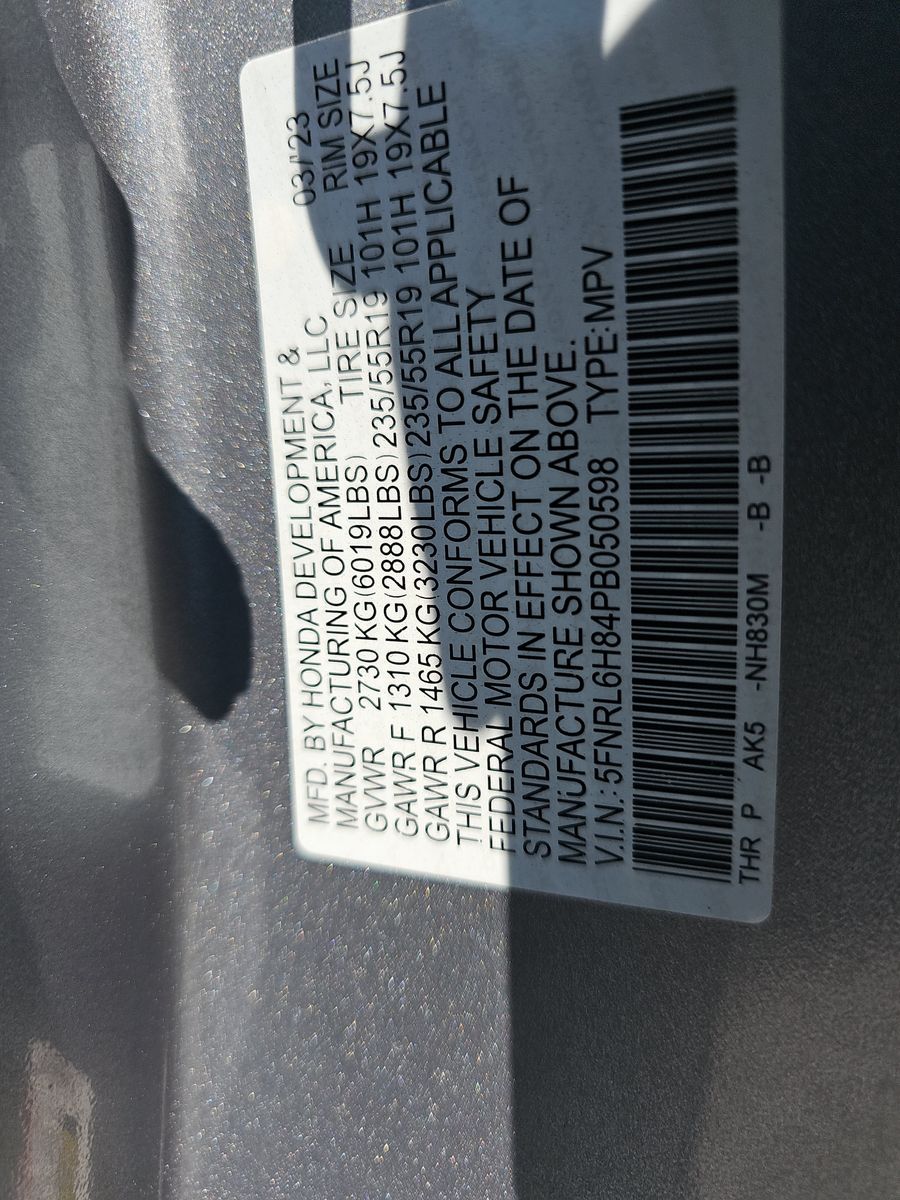 MFD. BY HONDA DEVELOPMENT & 03/'23
MANUFACTURING OF AMERICA, LLC TIRE SIZE RIM SIZE
GVWR 2730 KG(6019LBS) 235/55R19 101H 19X7.5J
GAWR F 1310 KG(2888LBS) 235/55R19 101H 19X7.5J
GAWR R 1465 KG(3230LBS)
THIS VEHICLE CONFORMS TO ALL APPLICABLE
FEDERAL MOTOR VEHICLE SAFETY
STANDARDS IN EFFECT ON THE DATE OF
MANUFACTURE SHOWN ABOVE.
V.I.N.: 5FNRL6H84PB050598 TYPE:MPV
THR P AK5 -NH830M -B -B